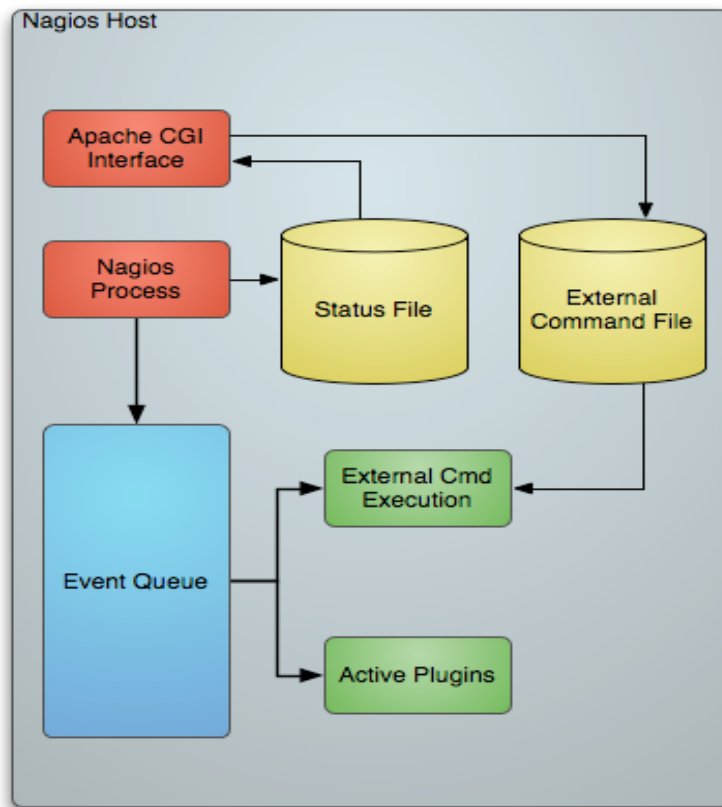 Nagios Host
Apache CGI
Interface
Nagios
Process
Status File
External
Command File
External Cmd
Execution
Event Queue
Active Plugins